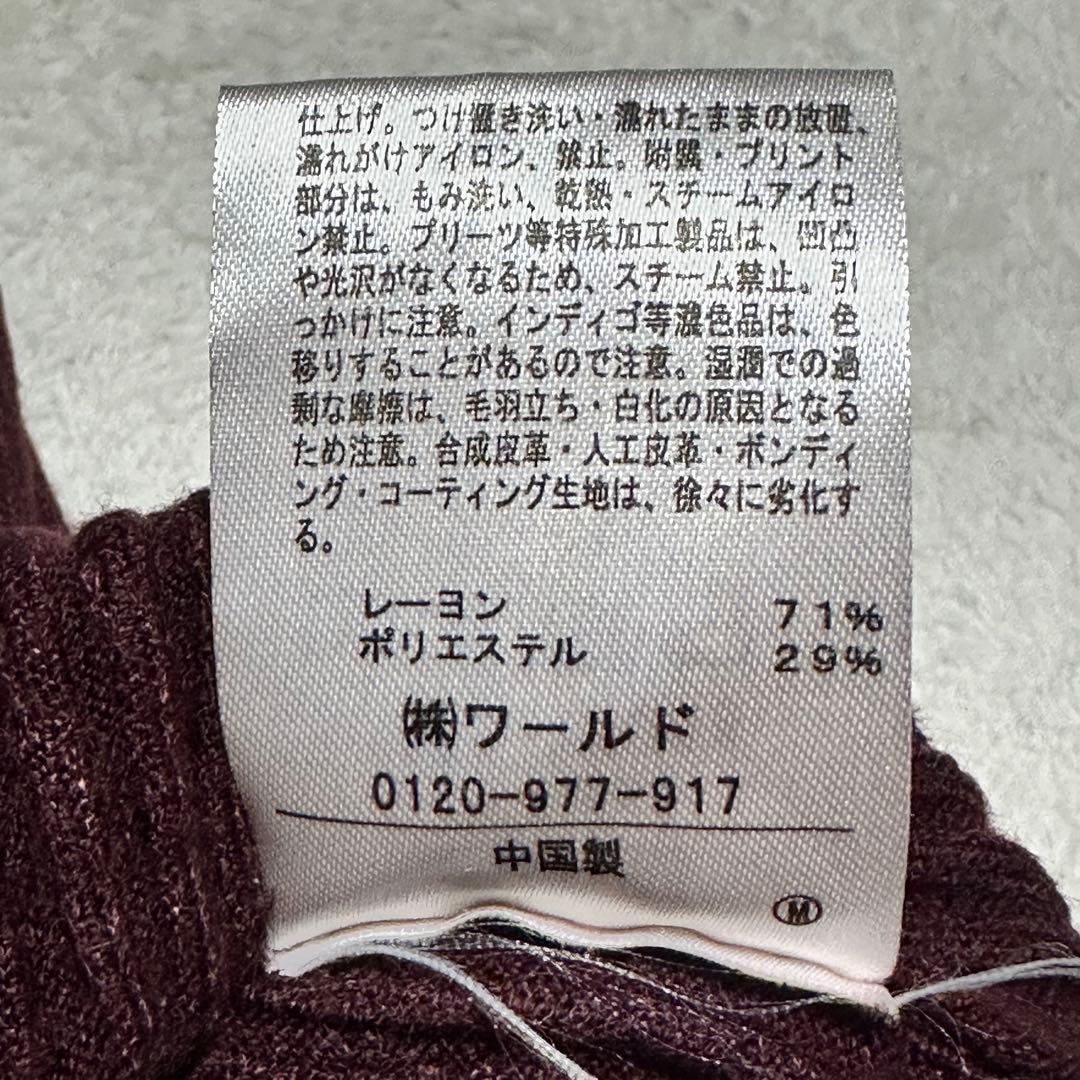 仕上げ。つけ置き洗い・濡れたままの放置、
濡れがけアイロン、禁止。附属・プリント
部分は、もみ洗い、乾熱・スチームアイロ
ン禁止。プリーツ等特殊加工製品は、凹凸
や光沢がなくなるため、スチーム禁止。引
っかけに注意。インディゴ等濃色品は、色
移りすることがあるので注意。湿潤での過
剰な摩擦は、毛羽立ち・白化の原因となる
ため注意。合成皮革・人工皮革・ボンディ
ング・コーティング生地は、徐々に劣化す
る。
レーヨン 71%
ポリエステル 29%
㈱ワールド
0120-977-917
中国製
Ⓜ